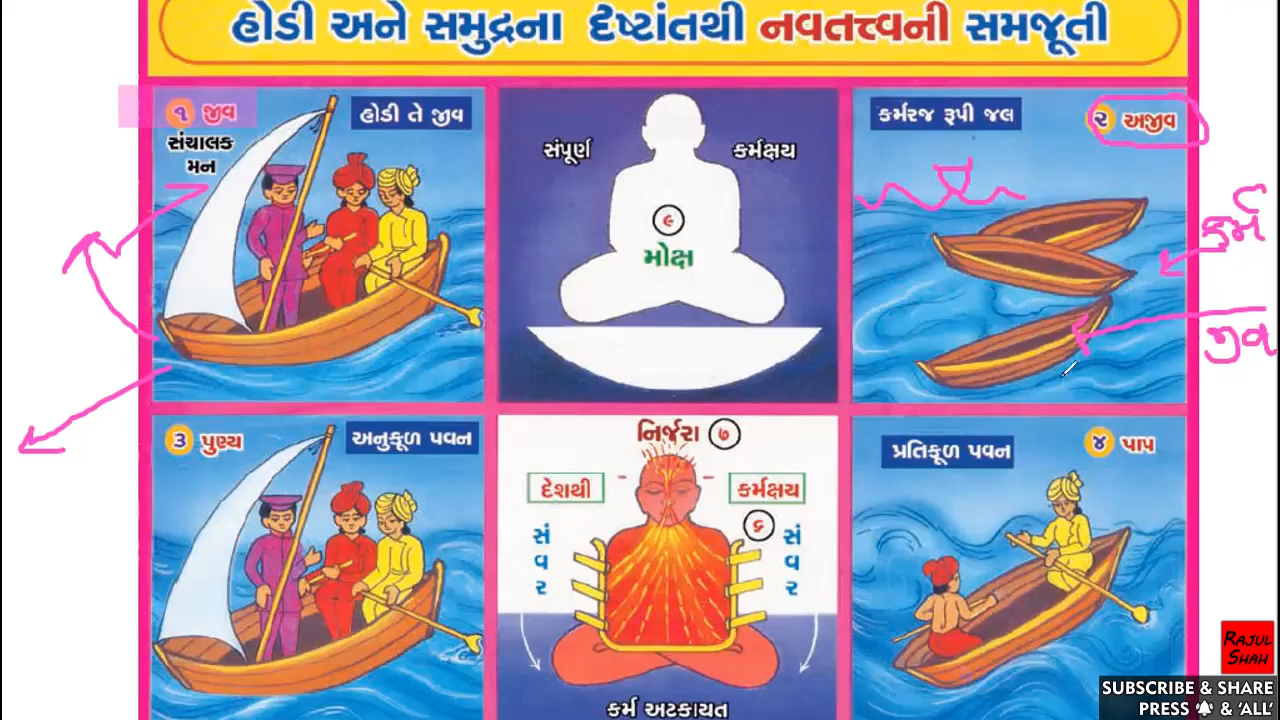 હોડી અને સમુદ્રના દૃષ્ટાંતથી નવતત્ત્વની સમજૂતી
૧ જીવ
હોડી તે જીવ
સંચાલક
મન
સંપૂર્ણ કર્મક્ષય
૯
મોક્ષ
કર્મરજ રૂપી જલ
૨ અજીવ
કર્મ
જીવ
૩ પુણ્ય
અનુકૂળ પવન
નિર્જરા ૭
દેશથી
કર્મક્ષય
૬
સં
વ
ર
સં
વ
ર
કર્મ અટકાયત
પ્રતિકૂળ પવન
૪ પાપ
RAJUL
SHAH
SUBSCRIBE & SHARE
PRESS 🔔 & 'ALL'